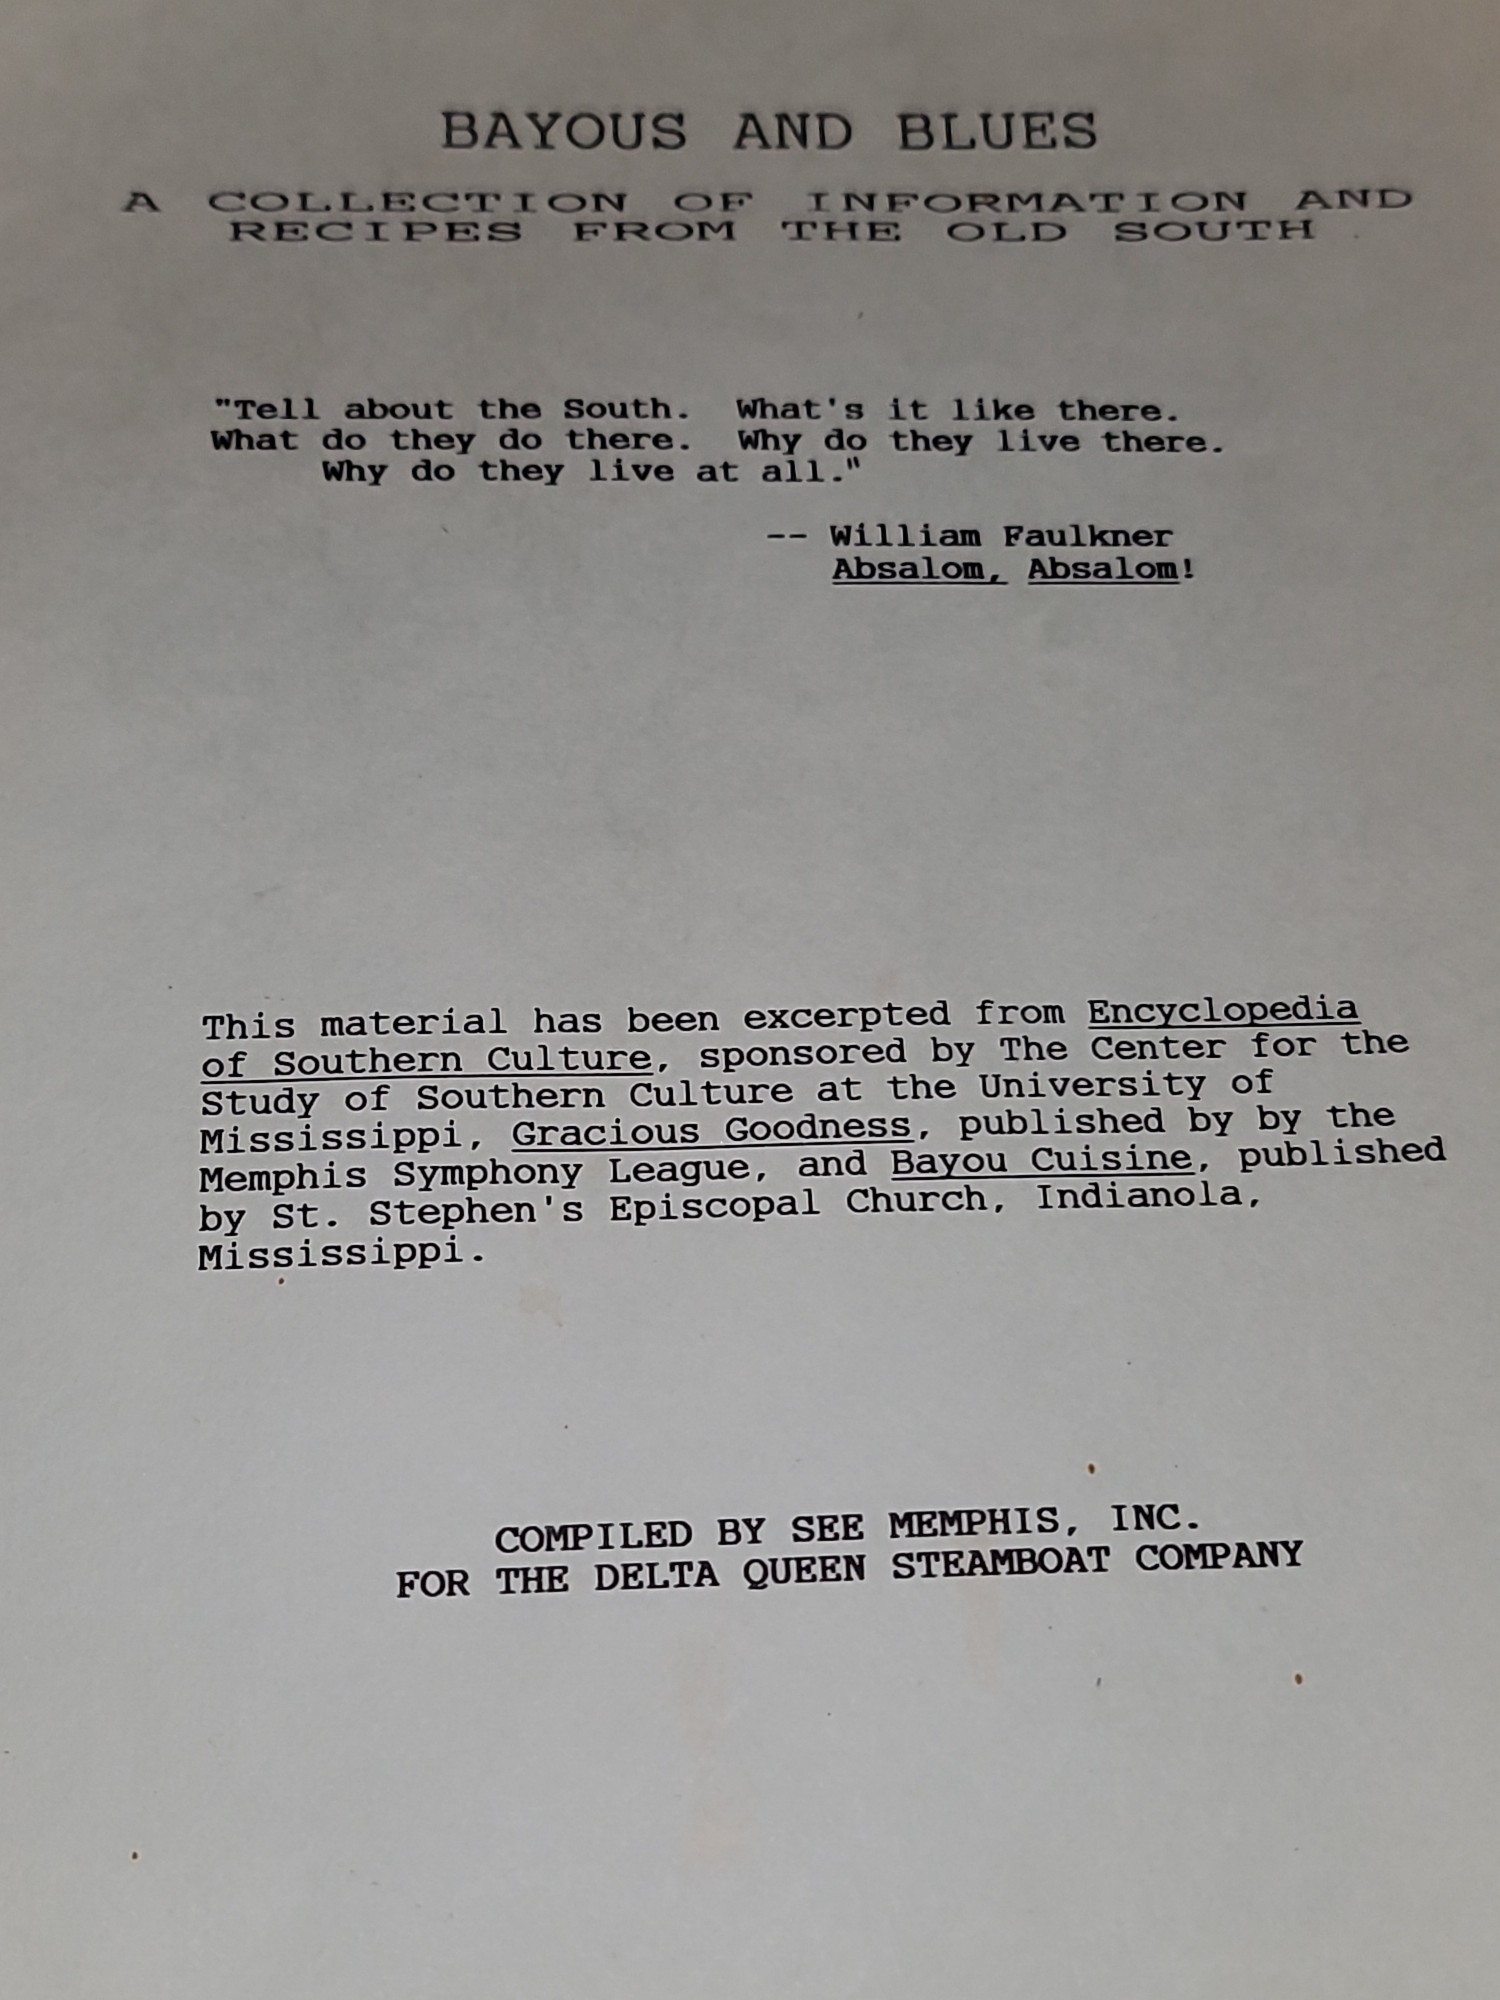 BAYOUS AND BLUES
A COLLECTION OF INFORMATION AND
RECIPES FROM THE OLD SOUTH
"Tell about the South.  What's it like there.
What do they do there.  Why do they live there.
Why do they live at all."
-- William Faulkner
Absalom, Absalom!
This material has been excerpted from Encyclopedia
of Southern Culture, sponsored by The Center for the
Study of Southern Culture at the University of
Mississippi, Gracious Goodness, published by by the
Memphis Symphony League, and Bayou Cuisine, published
by St. Stephen's Episcopal Church, Indianola,
Mississippi.
COMPILED BY SEE MEMPHIS, INC.
FOR THE DELTA QUEEN STEAMBOAT COMPANY